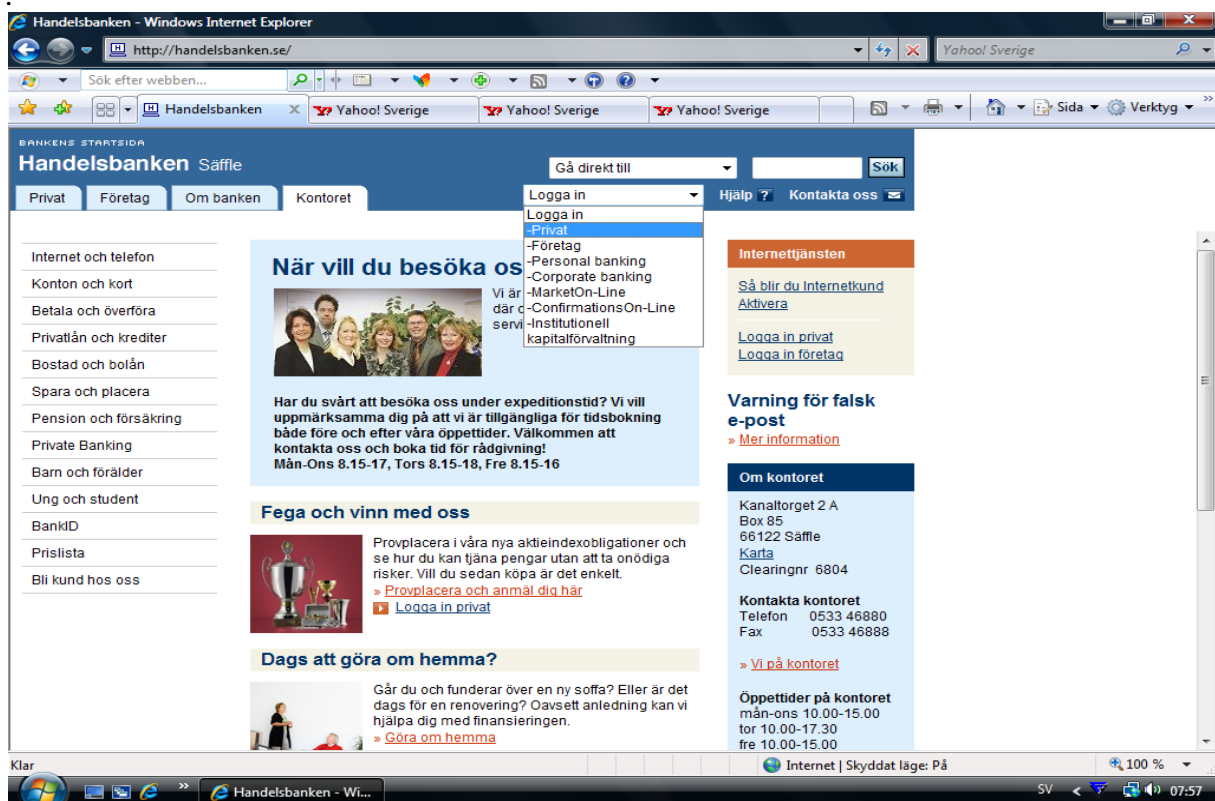 .
Handelsbanken - Windows Internet Explorer
http://handelsbanken.se/
Yahoo! Sverige
Sök efter webben...
Handelsbanken
Yahoo! Sverige
Yahoo! Sverige
Yahoo! Sverige
Sida
Verktyg
BANKENS STARTSIDA
Handelsbanken Säffle
Gå direkt till
Sök
Privat
Företag
Om banken
Kontoret
Logga in
Hjälp ?
Kontakta oss
Logga in
-Privat
-Företag
-Personal banking
-Corporate banking
-MarketOn-Line
-ConfirmationsOn-Line
-Institutionell
kapitalförvaltning
Internet och telefon
Konton och kort
Betala och överföra
Privatlån och krediter
Bostad och bolån
Spara och placera
Pension och försäkring
Private Banking
Barn och förälder
Ung och student
BankID
Prislista
Bli kund hos oss
När vill du besöka os
Vi är
där
servi
Har du svårt att besöka oss under expeditionstid? Vi vill
uppmärksamma dig på att vi är tillgängliga för tidsbokning
både före och efter våra öppettider. Välkommen att
kontakta oss och boka tid för rådgivning!
Mån-Ons 8.15-17, Tors 8.15-18, Fre 8.15-16
Fega och vinn med oss
Provplacera i våra nya aktieindexobligationer och
se hur du kan tjäna pengar utan att ta onödiga
risker. Vill du sedan köpa är det enkelt.
» Provplacera och anmäl dig här
Logga in privat
Dags att göra om hemma?
Går du och funderar över en ny soffa? Eller är det
dags för en renovering? Oavsett anledning kan vi
hjälpa dig med finansieringen.
» Göra om hemma
Internettjänsten
Så blir du Internetkund
Aktivera
Logga in privat
Logga in företag
Varning för falsk
e-post
» Mer information
Om kontoret
Kanaltorget 2 A
Box 85
66122 Säffle
Karta
Clearingnr 6804
Kontakta kontoret
Telefon 0533 46880
Fax 0533 46888
» Vi på kontoret
Öppettider på kontoret
mån-ons 10.00-15.00
tor 10.00-17.30
fre 10.00-15.00
Klar
Internet | Skyddat läge: På
100 %
Handelsbanken - Wi...
SV
07:57